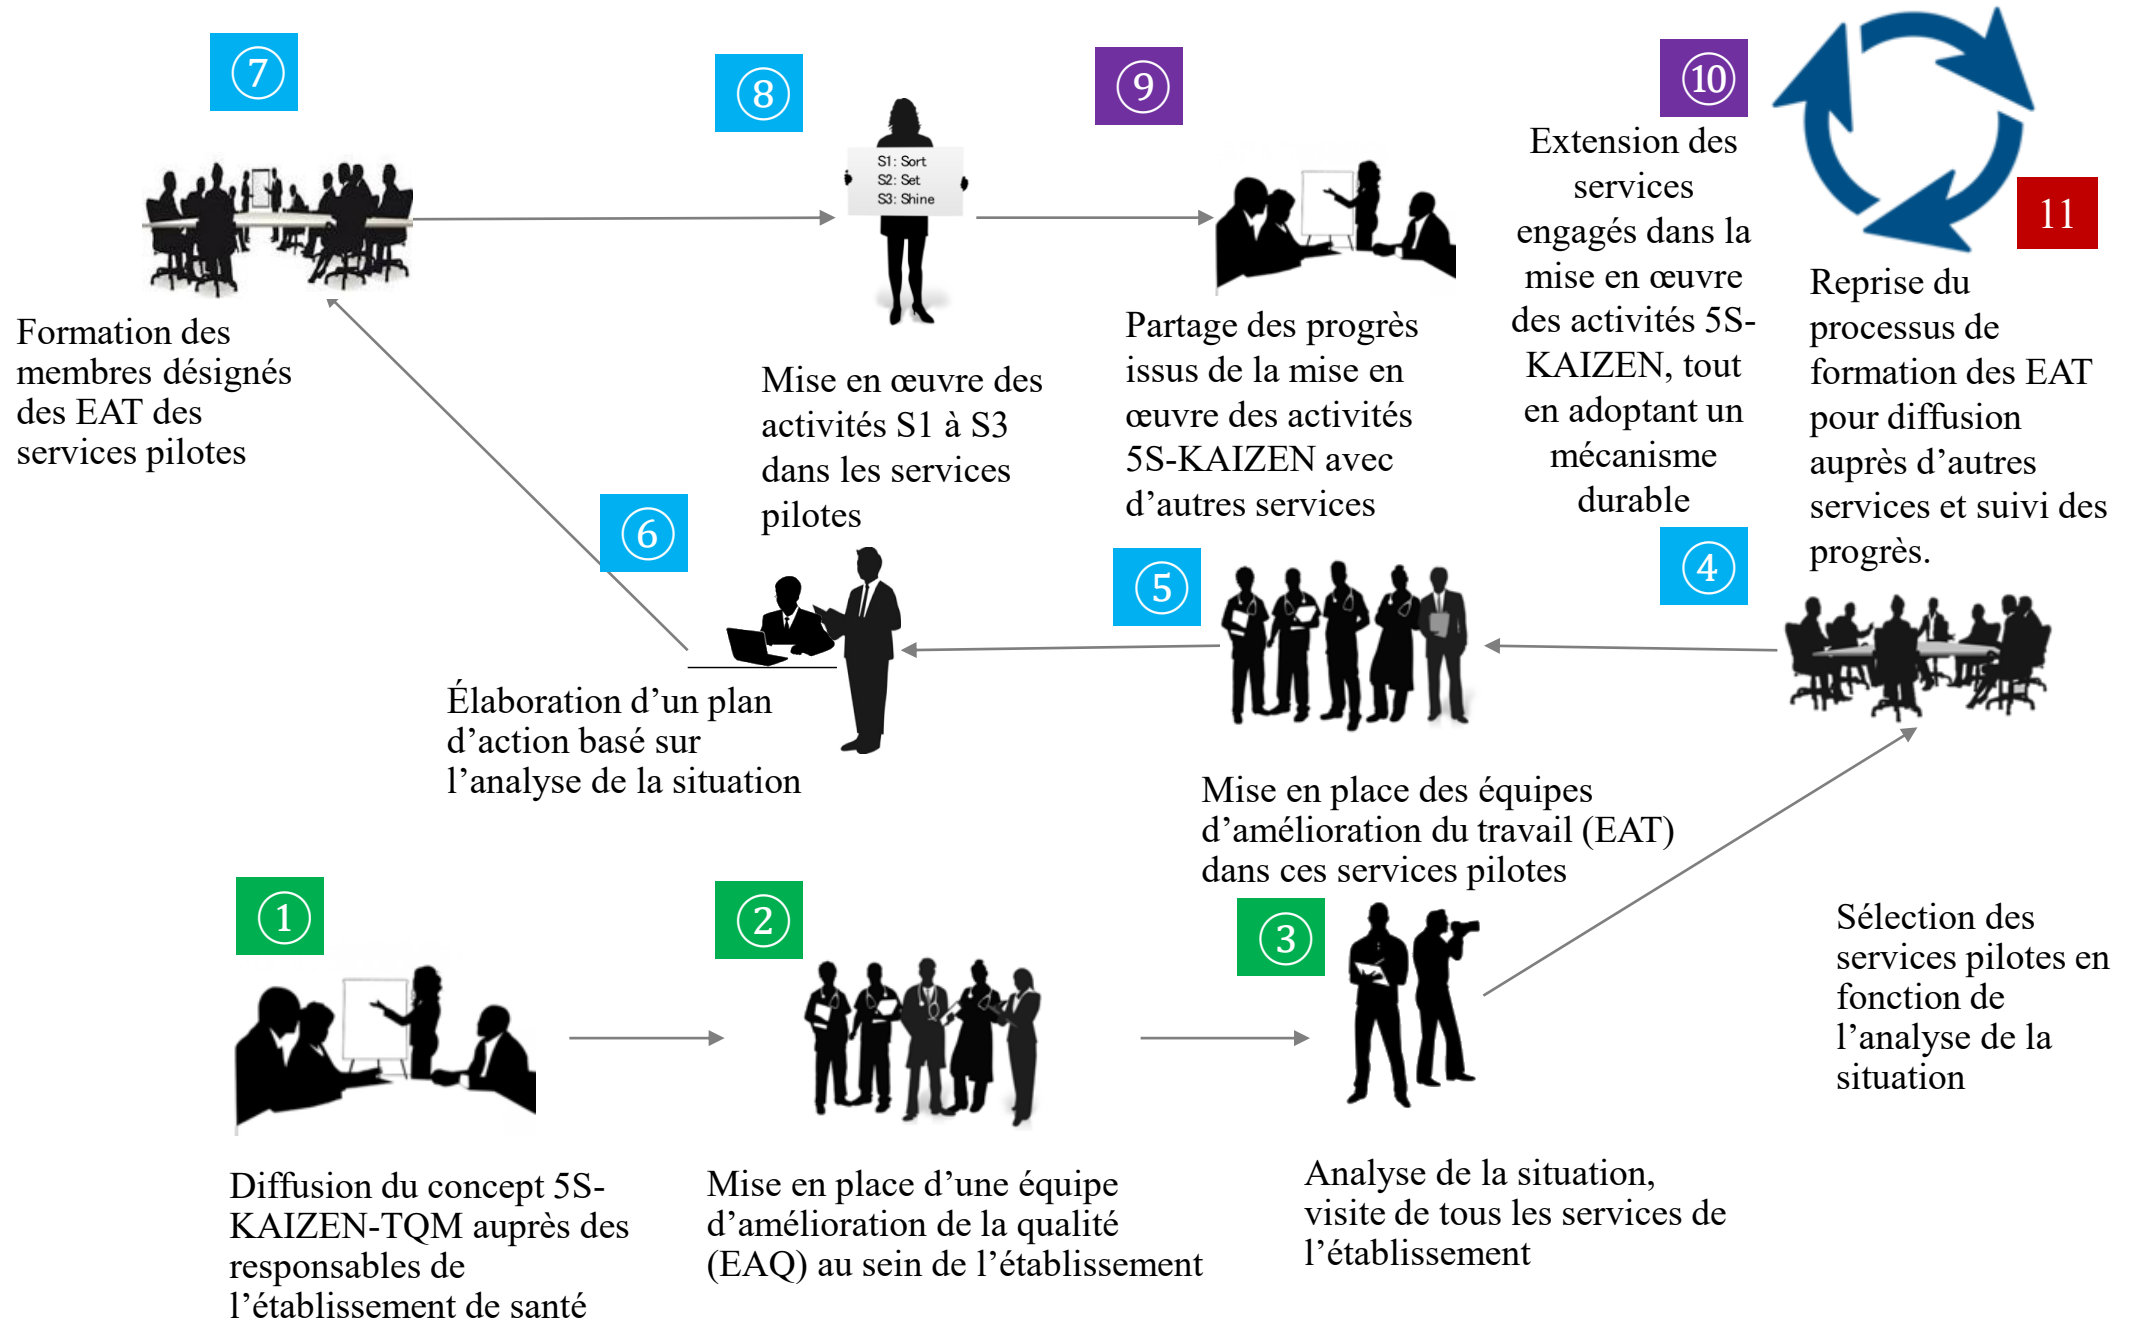 ①
Diffusion du concept 5S-
KAIZEN-TQM auprès des
responsables de
l’établissement de santé
②
Mise en place d’une équipe
d’amélioration de la qualité
(EAQ) au sein de l’établissement
③
Analyse de la situation,
visite de tous les services de
l’établissement
④
Sélection des
services pilotes en
fonction de
l’analyse de la
situation
⑤
Mise en place des équipes
d’amélioration du travail (EAT)
dans ces services pilotes
⑥
Élaboration d’un plan
d’action basé sur
l’analyse de la situation
⑦
Formation des
membres désignés
des EAT des
services pilotes
⑧
S1: Sort
S2: Set
S3: Shine
Mise en œuvre des
activités S1 à S3
dans les services
pilotes
⑨
Partage des progrès
issus de la mise en
œuvre des activités
5S-KAIZEN avec
d’autres services
⑩
Extension des
services
engagés dans la
mise en œuvre
des activités 5S-
KAIZEN, tout
en adoptant un
mécanisme
durable
11
Reprise du
processus de
formation des EAT
pour diffusion
auprès d’autres
services et suivi des
progrès.